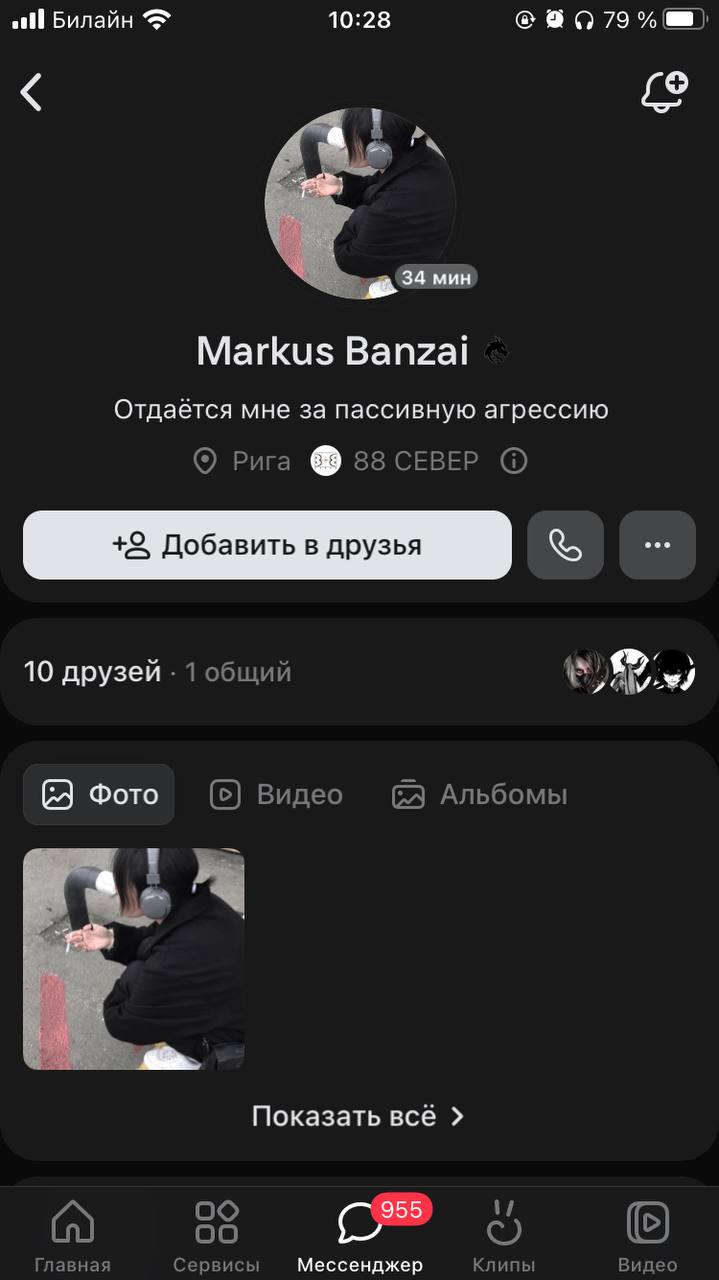 Билайн 10:28 79 %
34 мин
Markus Banzai
Отдаётся мне за пассивную агрессию
Рига 88 СЕВЕР
Добавить в друзья
10 друзей · 1 общий
Фото Видео Альбомы
Показать всё
955
Главная Сервисы Мессенджер Клипы Видео